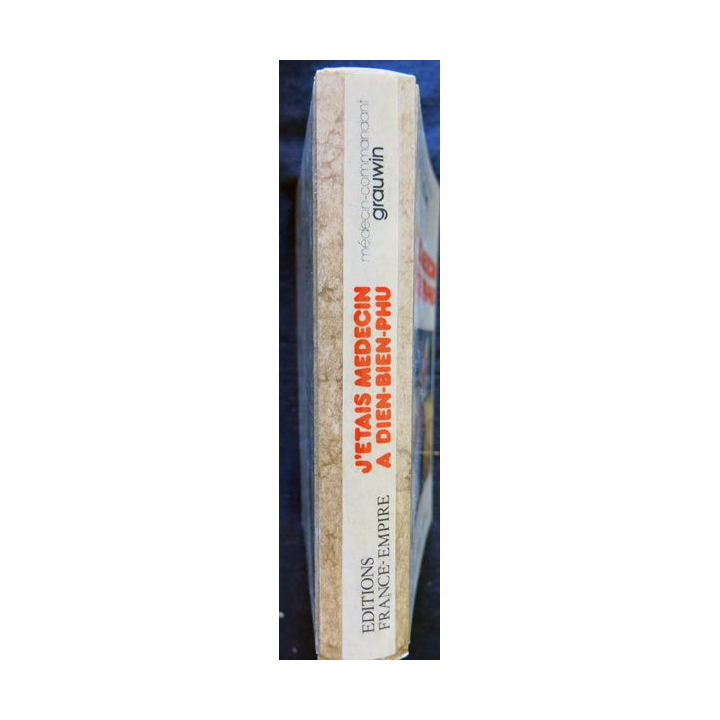 médecin-commandant
grauwin
J'ETAIS MEDECIN
A DIEN-BIEN-PHU
EDITIONS
FRANCE-EMPIRE